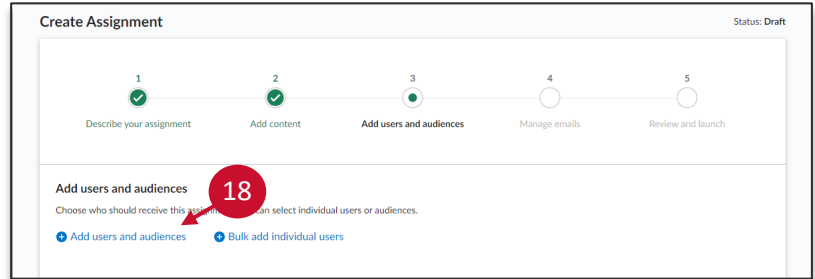 Create Assignment
Status: Draft
1 2 3 4 5
Describe your assignment Add content Add users and audiences Manage emails Review and launch
Add users and audiences
18
Choose who should receive this can select individual users or audiences.
Add users and audiences Bulk add individual users